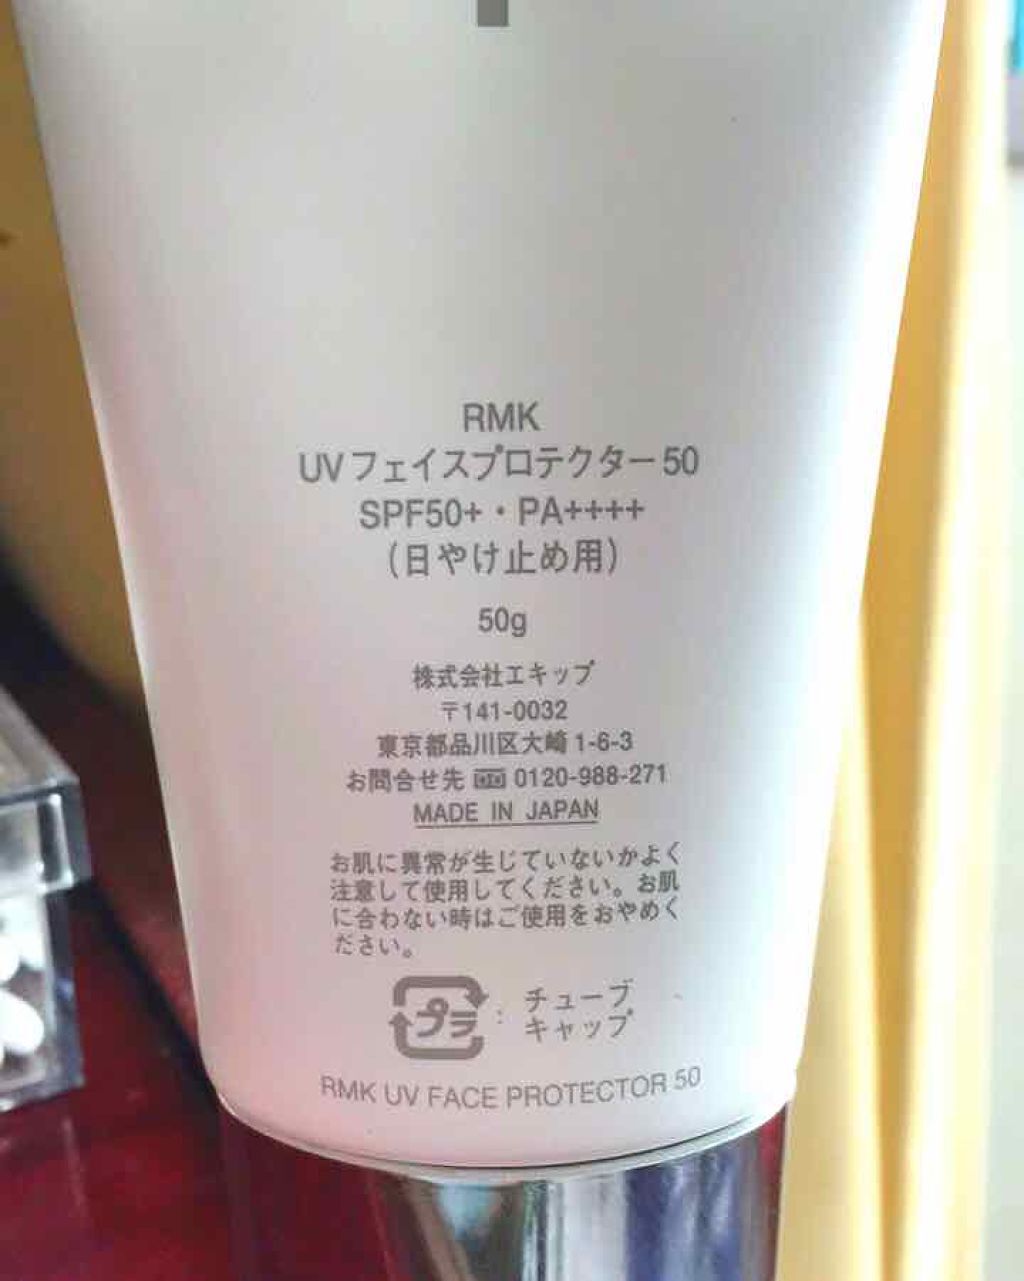 RMK
UVフェイスプロテクター50
SPF50+・PA++++
(日やけ止め用)
50g
株式会社エキップ
〒141-0032
東京都品川区大崎1-6-3
お問合せ先 0120-988-271
MADE IN JAPAN
お肌に異常が生じていないかよく
注意して使用してください。お肌
に合わない時はご使用をおやめく
ださい。
プラ : チューブ
キャップ
RMK UV FACE PROTECTOR 50